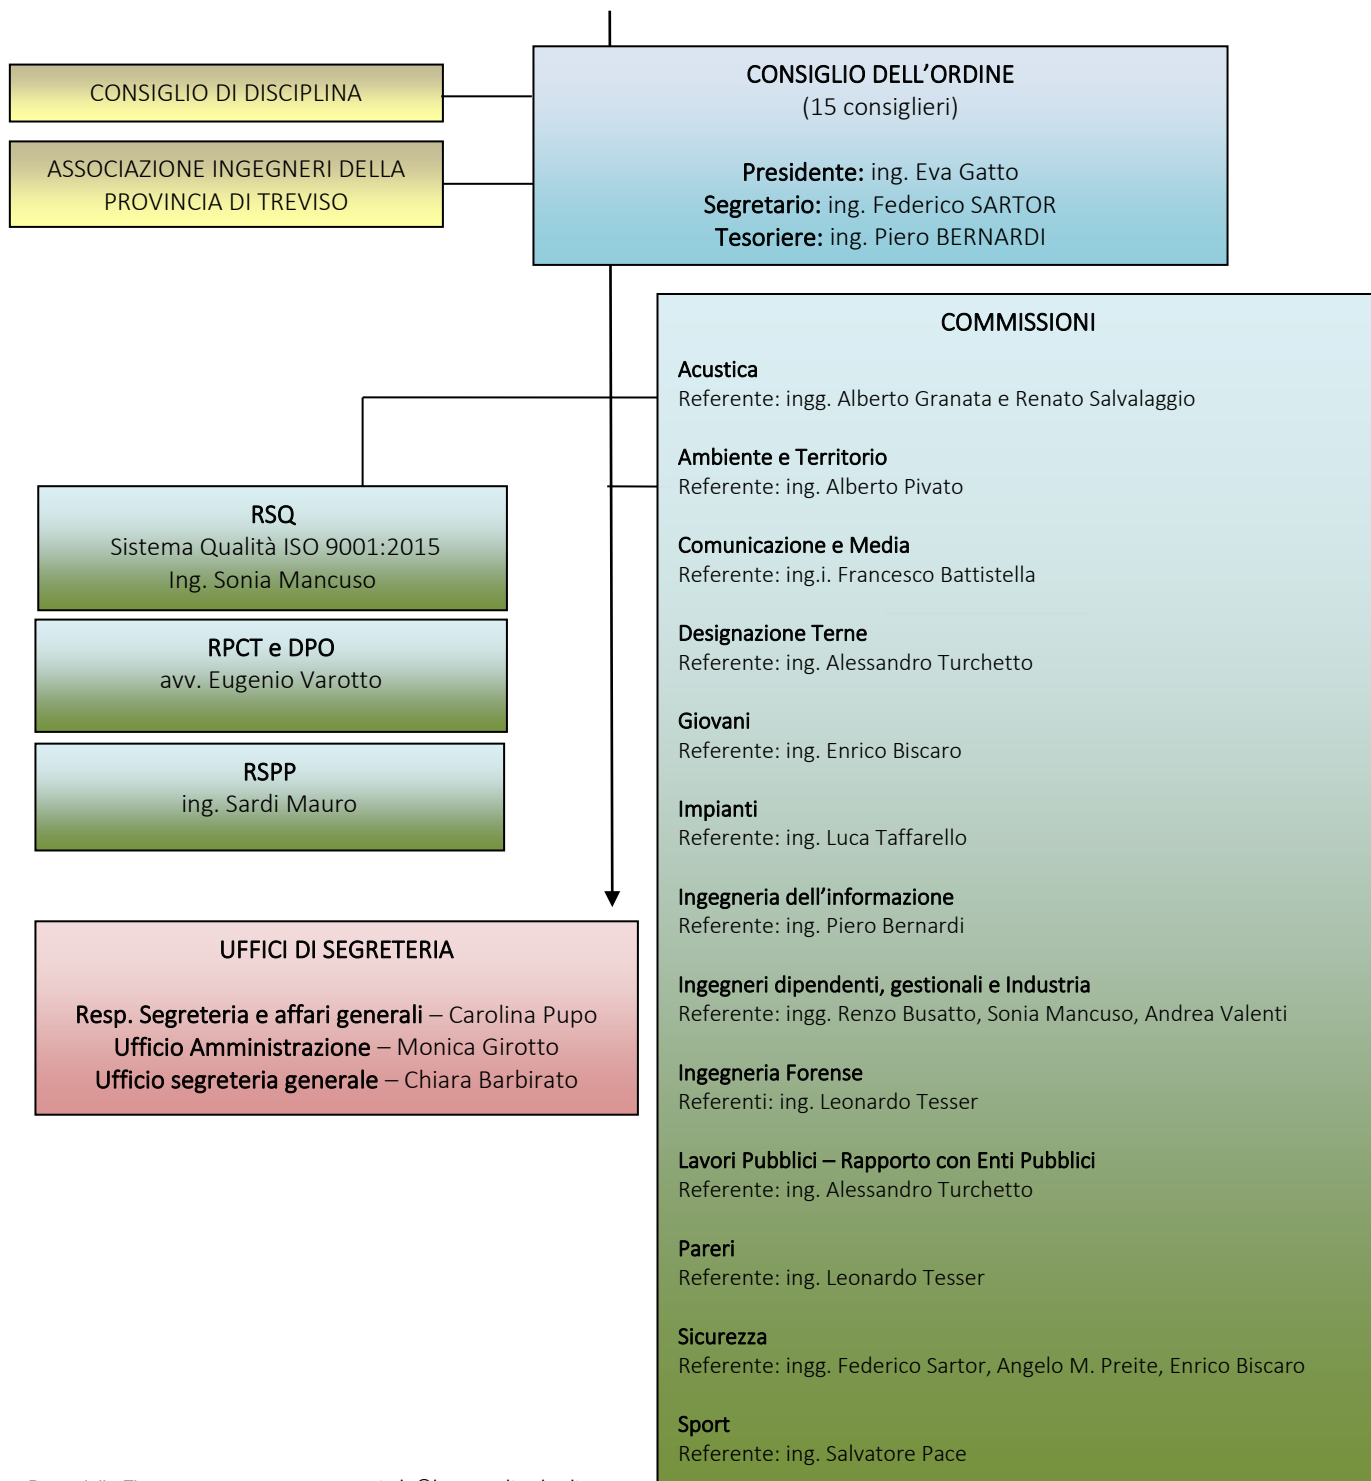 CONSIGLIO DELL’ORDINE
(15 consiglieri)
Presidente: ing. Eva Gatto
Segretario: ing. Federico SARTOR
Tesoriere: ing. Piero BERNARDI
CONSIGLIO DI DISCIPLINA
ASSOCIAZIONE INGEGNERI DELLA
PROVINCIA DI TREVISO
COMMISSIONI
Acustica
Referente: ingg. Alberto Granata e Renato Salvalaggio
Ambiente e Territorio
Referente: ing. Alberto Pivato
Comunicazione e Media
Referente: ing.i. Francesco Battistella
Designazione Terne
Referente: ing. Alessandro Turchetto
Giovani
Referente: ing. Enrico Biscaro
Impianti
Referente: ing. Luca Taffarello
Ingegneria dell’informazione
Referente: ing. Piero Bernardi
Ingegneri dipendenti, gestionali e Industria
Referente: ingg. Renzo Busatto, Sonia Mancuso, Andrea Valenti
Ingegneria Forense
Referenti: ing. Leonardo Tesser
Lavori Pubblici – Rapporto con Enti Pubblici
Referente: ing. Alessandro Turchetto
Pareri
Referente: ing. Leonardo Tesser
Sicurezza
Referente: ingg. Federico Sartor, Angelo M. Preite, Enrico Biscaro
Sport
Referente: ing. Salvatore Pace
RSQ
Sistema Qualità ISO 9001:2015
Ing. Sonia Mancuso
RPCT e DPO
avv. Eugenio Varotto
RSPP
ing. Sardi Mauro
UFFICI DI SEGRETERIA
Resp. Segreteria e affari generali – Carolina Pupo
Ufficio Amministrazione – Monica Girotto
Ufficio segreteria generale – Chiara Barbirato